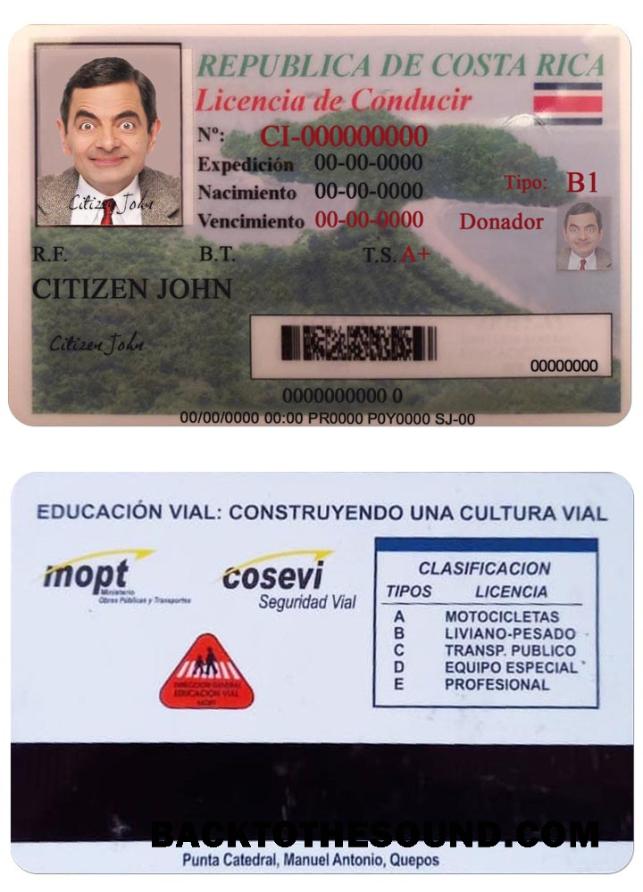 REPUBLICA DE COSTA RICA
Licencia de Conducir
Nº: CI-000000000
Expedición 00-00-0000
Nacimiento 00-00-0000
Tipo: B1
Vencimiento 00-00-0000
Donador
Citizen John
R.F. B.T. T.S. A+
CITIZEN JOHN
Citizen John
00000000
0000000000 0
00/00/0000 00:00 PR0000 P0Y0000 SJ-00
EDUCACIÓN VIAL: CONSTRUYENDO UNA CULTURA VIAL
mopt
Ministerio
Obras Públicas y Transportes
cosevi
Seguridad Vial
CLASIFICACION
TIPOS LICENCIA
A MOTOCICLETAS
B LIVIANO-PESADO
C TRANSP. PUBLICO
D EQUIPO ESPECIAL
E PROFESIONAL
DIRECCION GENERAL
EDUCACION VIAL
MOPT
BACKTOTHESOUND.COM
Punta Catedral, Manuel Antonio, Quepos